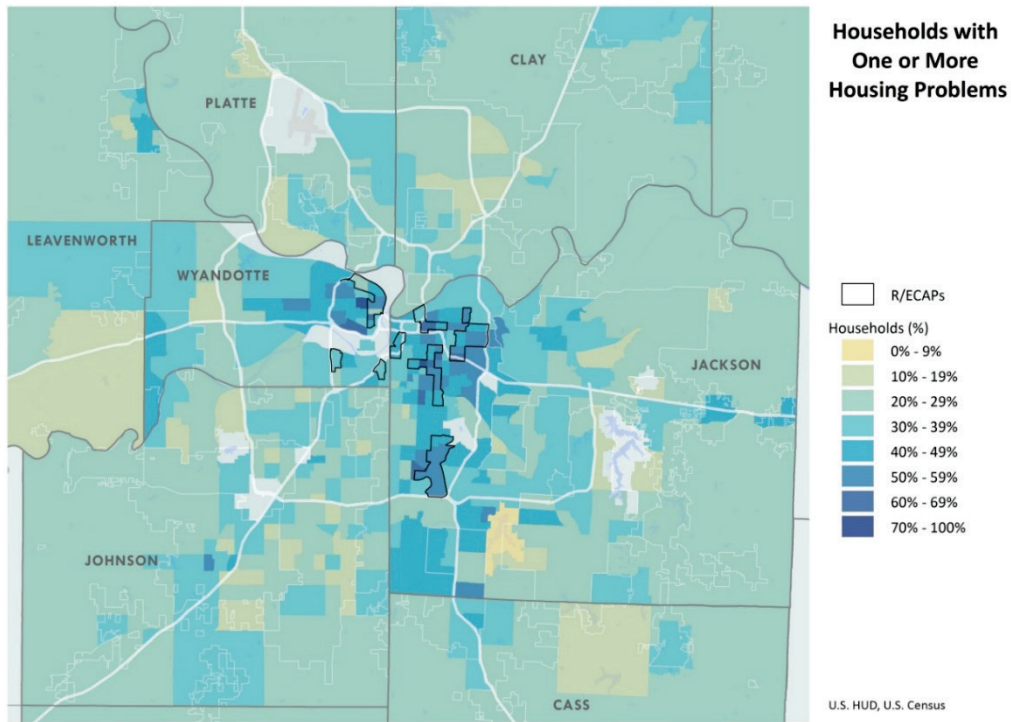 Households with
One or More
Housing Problems
CLAY
PLATTE
LEAVENWORTH
WYANDOTTE
JACKSON
JOHNSON
CASS
R/ECAPs
Households (%)
0% - 9%
10% - 19%
20% - 29%
30% - 39%
40% - 49%
50% - 59%
60% - 69%
70% - 100%
U.S. HUD, U.S. Census